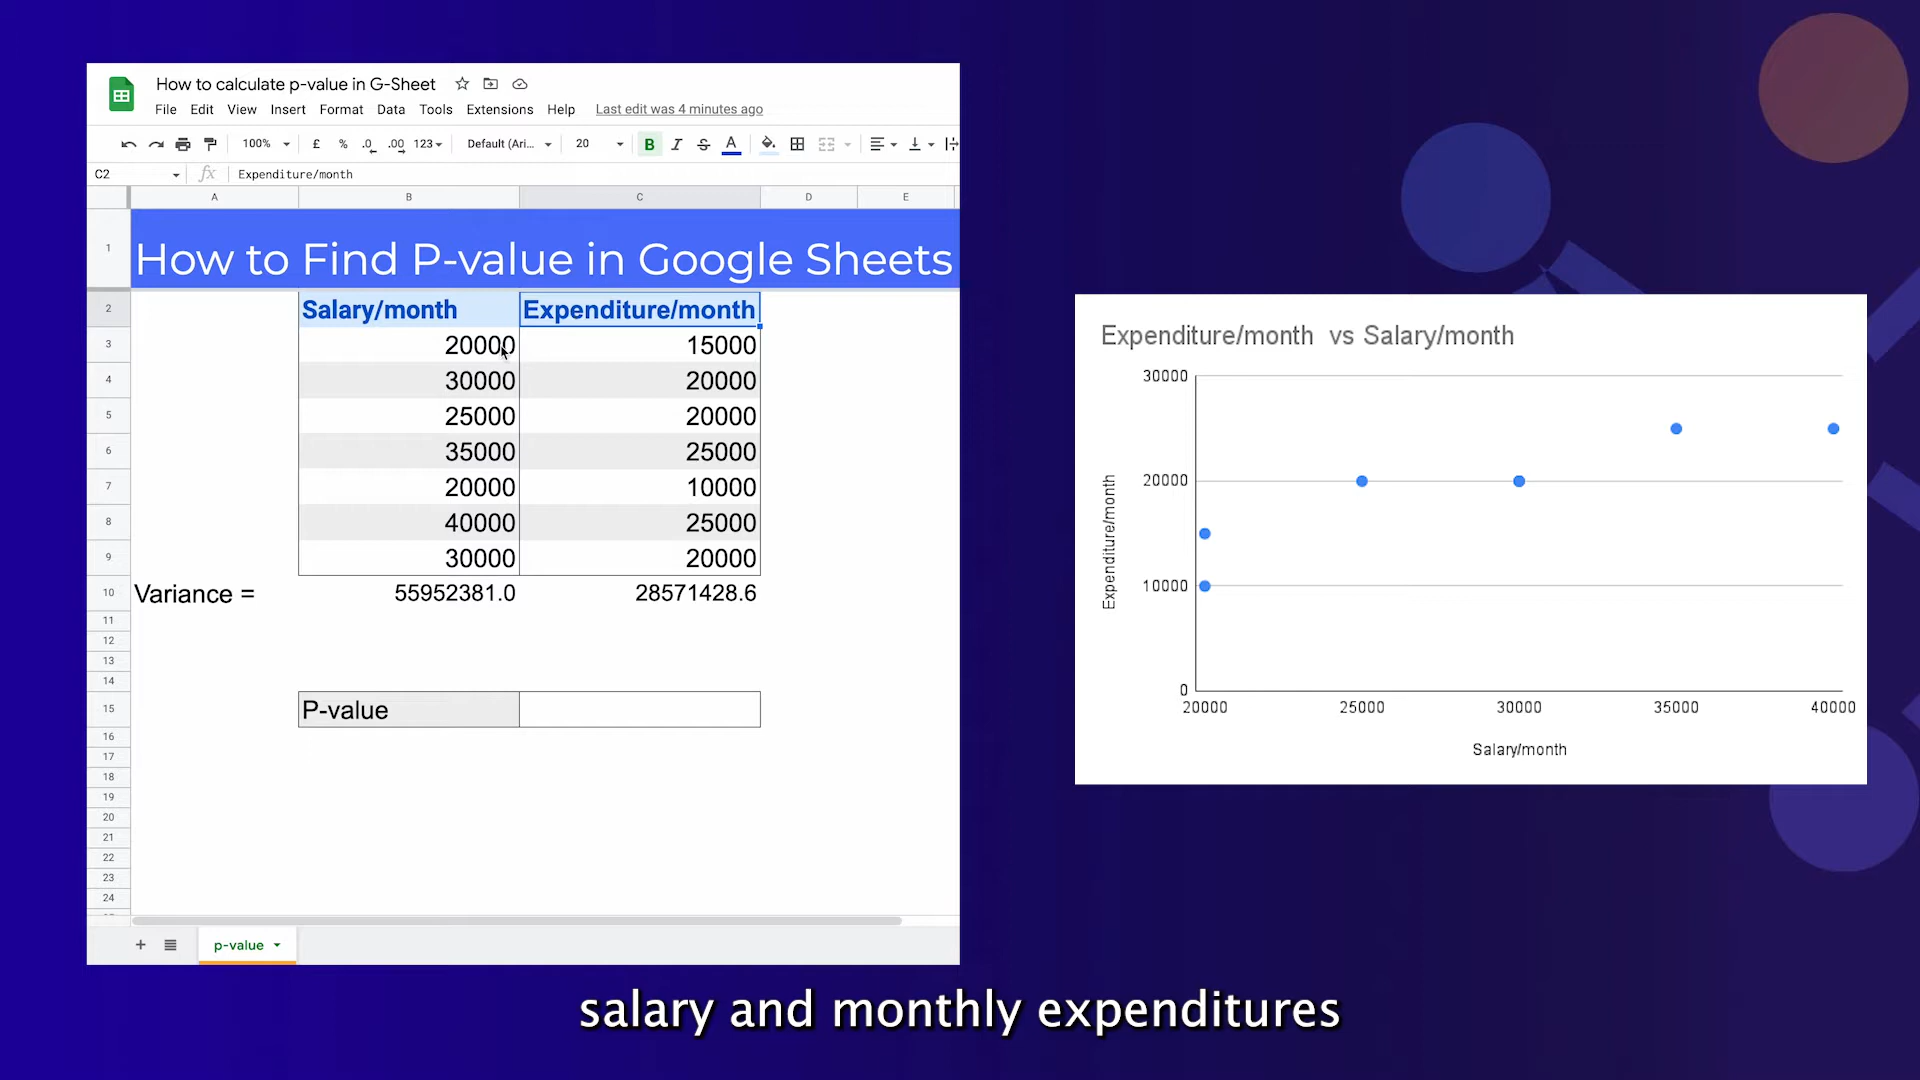 How to calculate p-value in G-Sheet
File Edit View Insert Format Data Tools Extensions Help Last edit was 4 minutes ago
100% £ % .0 .00 123 Default (Ari... 20 B I S A
C2 fx Expenditure/month
A B C D E
1 How to Find P-value in Google Sheets
2 Salary/month Expenditure/month
3 20000 15000
4 30000 20000
5 25000 20000
6 35000 25000
7 20000 10000
8 40000 25000
9 30000 20000
10 Variance = 55952381.0 28571428.6
11
12
13
14
15 P-value
16
17
18
19
20
21
22
23
24
+ p-value
Expenditure/month vs Salary/month
30000
20000
10000
0
Expenditure/month
20000 25000 30000 35000 40000
Salary/month
salary and monthly expenditures